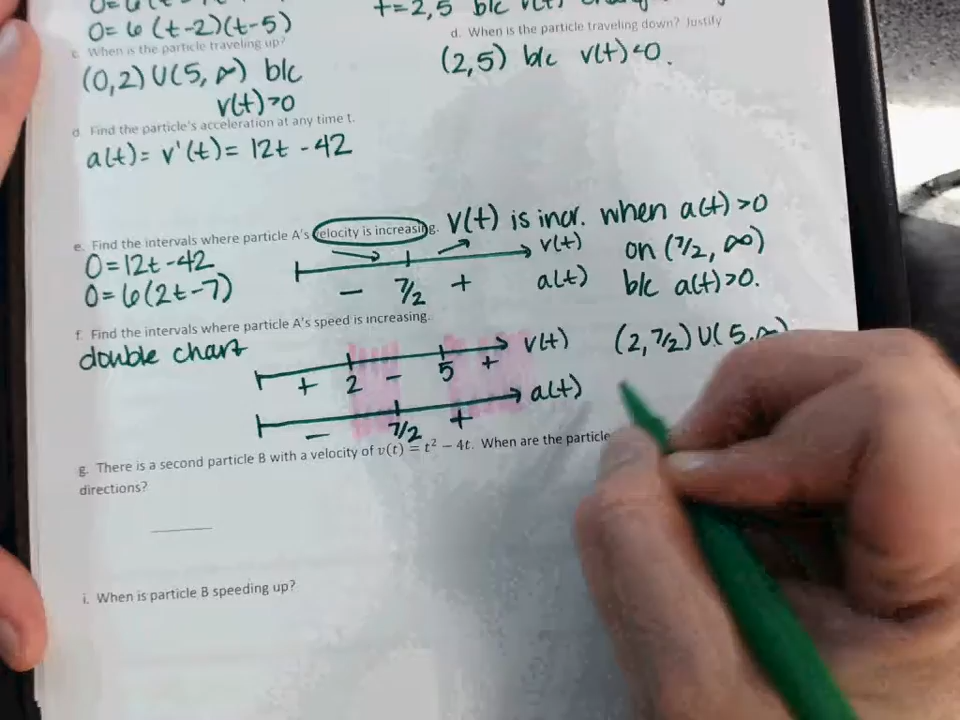 0 = 6 (t-2)(t-5)
t=2,5 b/c v(t)
c. When is the particle traveling up?
(0,2) U (5, ∞) b/c
v(t)>0
d. When is the particle traveling down? Justify
(2,5) b/c v(t)<0.
d. Find the particle's acceleration at any time t.
a(t) = v'(t) = 12t - 42
e. Find the intervals where particle A's velocity is increasing.
v(t) is incr. when a(t) >0
0=12t-42
0=6(2t-7)
v(t)
- 7/2 + a(t)
on (7/2, ∞)
b/c a(t)>0.
f. Find the intervals where particle A's speed is increasing.
double chart
v(t)
+ 2 - 5 +
a(t)
- 7/2 +
(2, 7/2) U (5, ∞)
g. There is a second particle B with a velocity of v(t) = t² − 4t. When are the particle
directions?
i. When is particle B speeding up?